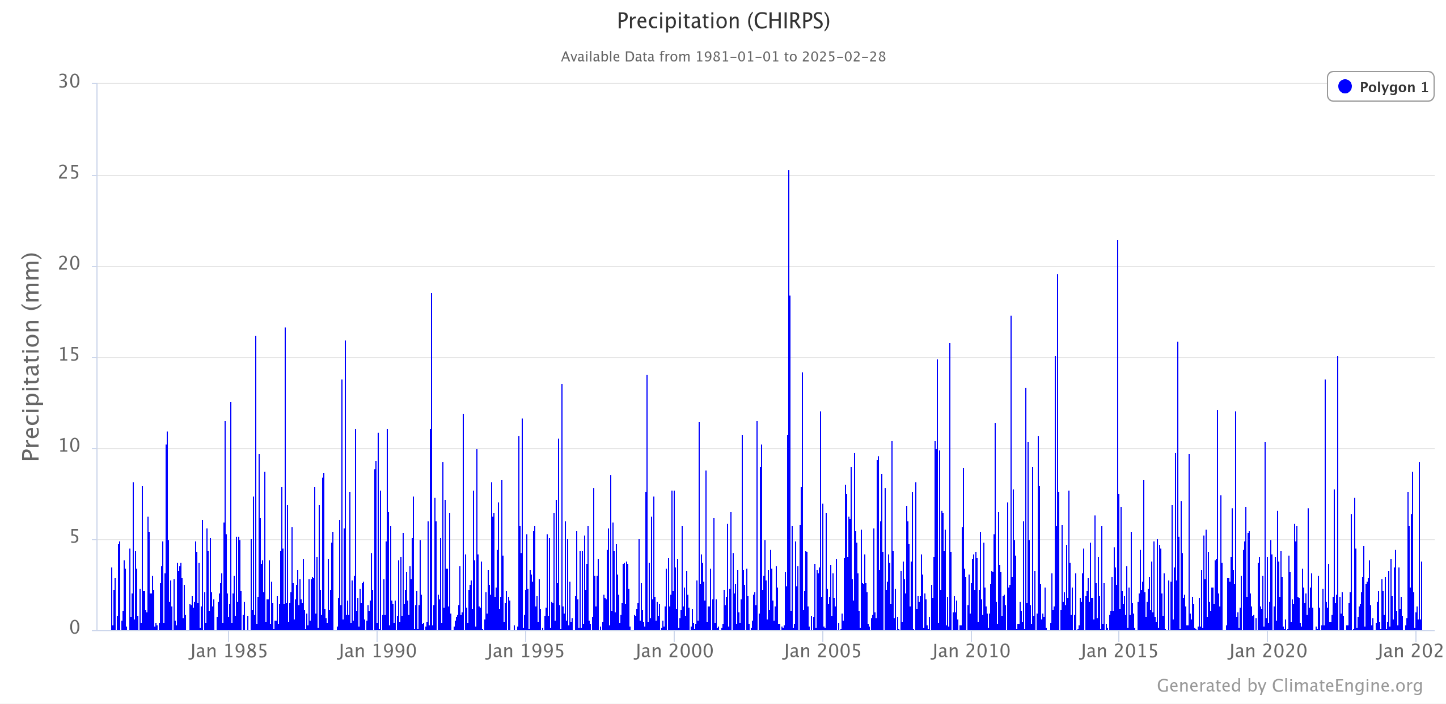 Precipitation (CHIRPS)
Available Data from 1981-01-01 to 2025-02-28
Polygon 1
Precipitation (mm)
30
25
20
15
10
5
0
Jan 1985
Jan 1990
Jan 1995
Jan 2000
Jan 2005
Jan 2010
Jan 2015
Jan 2020
Jan 202
Generated by ClimateEngine.org